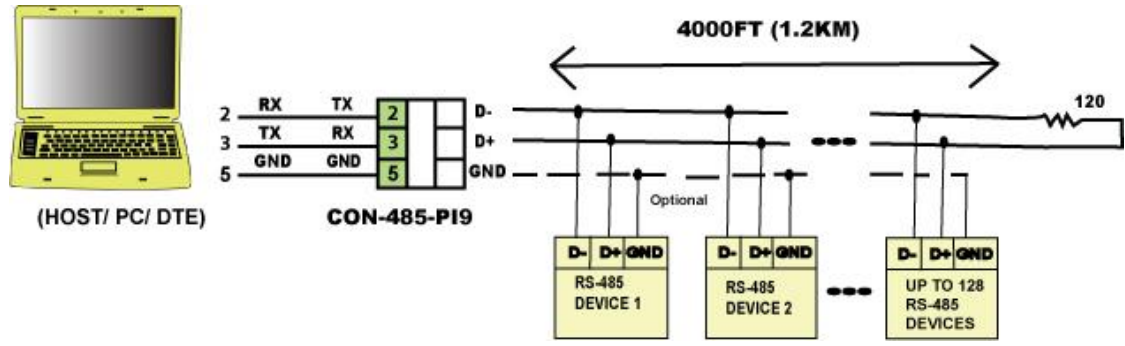 4000FT (1.2KM)
120
2 RX TX 2 D-
3 TX RX 3 D+
5 GND GND 5 GND
Optional
(HOST/ PC/ DTE)
CON-485-PI9
D- D+ GND
RS-485
DEVICE 1
D- D+ GND
RS-485
DEVICE 2
D- D+ GND
UP TO 128
RS-485
DEVICES